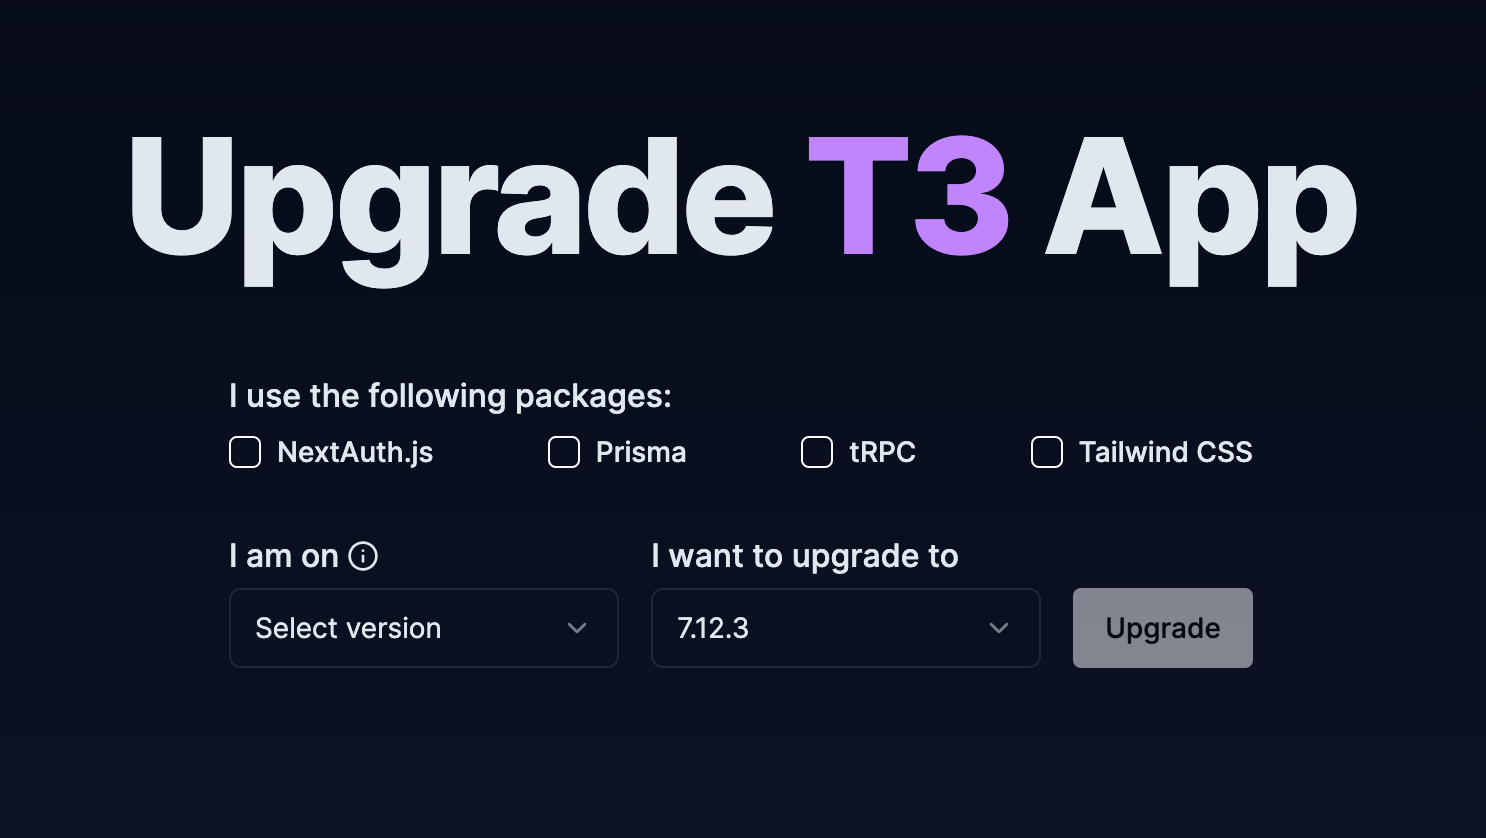 Upgrade T3 App
I use the following packages:
NextAuth.js Prisma tRPC Tailwind CSS
I am on I want to upgrade to
Select version 7.12.3 Upgrade